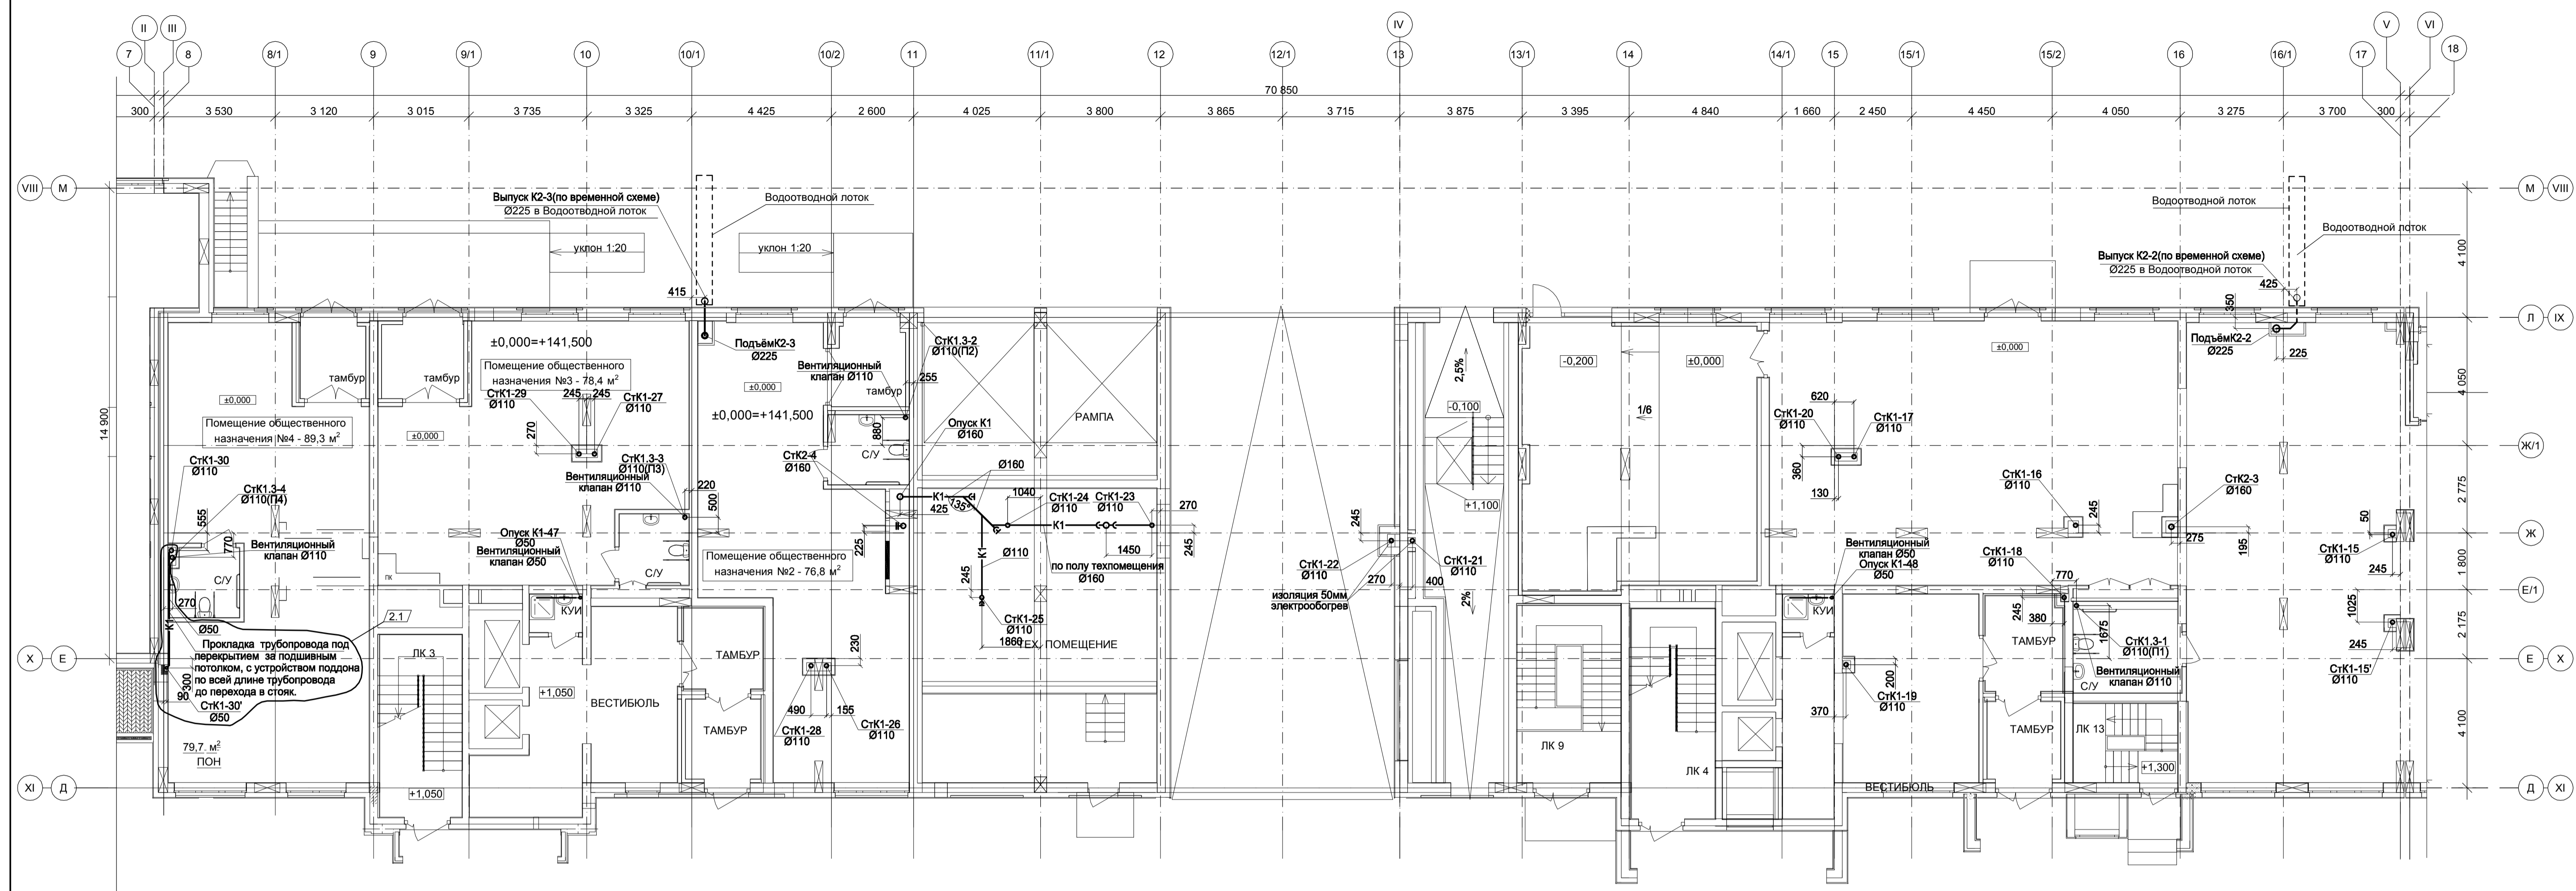 II
III
IV
V
VI
7
8
8/1
9
9/1
10
10/1
10/2
11
11/1
12
12/1
13
13/1
14
14/1
15
15/1
15/2
16
16/1
17
18
70 850
300
3 530
3 120
3 015
3 735
3 325
4 425
2 600
4 025
3 800
3 865
3 715
3 875
3 395
4 840
1 660
2 450
4 450
4 050
3 275
3 700
300
VIII
М
М
VIII
Выпуск К2-3(по временной схеме)
Ø225 в Водоотводной лоток
Водоотводной лоток
Водоотводной лоток
Водоотводной лоток
уклон 1:20
уклон 1:20
Выпуск К2-2(по временной схеме)
Ø225 в Водоотводной лоток
4 100
415
425
350
Л
IX
±0,000=+141,500
Помещение общественного
назначения №3 - 78,4 м²
ПодъёмК2-3
Ø225
СтК1.3-2
Ø110(П2)
Вентиляционный
клапан Ø110
255
ПодъёмК2-2
Ø225
225
-0,200
±0,000
±0,000
2,5%
тамбур
тамбур
тамбур
±0,000
±0,000
СтК1-29
Ø110
245
245
СтК1-27
Ø110
±0,000=+141,500
4 050
14 900
±0,000
Помещение общественного
назначения №4 - 89,3 м²
270
880
С/У
РАМПА
-0,100
1/6
620
СтК1-20
Ø110
СтК1-17
Ø110
Опуск К1
Ø160
Ж/1
СтК1-30
Ø110
СтК1.3-4
Ø110(П4)
СтК1.3-3
Ø110(П3)
Вентиляционный
клапан Ø110
220
500
СтК2-4
Ø160
Ø160
К1
135°
1040
СтК1-24
Ø110
СтК1-23
Ø110
270
+1,100
360
130
СтК1-16
Ø110
245
СтК2-3
Ø160
2 775
555
770
Вентиляционный
клапан Ø110
Опуск К1-47
Ø50
Вентиляционный
клапан Ø50
425
К1
225
245
50
275
195
Ж
Помещение общественного
назначения №2 - 76,8 м²
К1
Ø110
1450
245
по полу техпомещения
Ø160
СтК1-22
Ø110
СтК1-21
Ø110
270
400
изоляция 50мм
электрообогрев
Вентиляционный
клапан Ø50
Опуск К1-48
Ø50
СтК1-18
Ø110
770
СтК1-15
Ø110
245
1 800
С/У
ПК
С/У
КУИ
245
СтК1-25
Ø110
1860
ТЕХ. ПОМЕЩЕНИЕ
2%
КУИ
245
380
1675
1025
Е/1
270
К1
Ø50
2.1
Прокладка трубопровода под
перекрытием за подшивным
потолком, с устройством поддона
по всей длине трубопровода
до перехода в стояк.
300
90
СтК1-30'
Ø50
ЛК 3
ТАМБУР
230
ТАМБУР
СтК1.3-1
Ø110(П1)
Вентиляционный
клапан Ø110
С/У
245
СтК1-15'
Ø110
2 175
X
Е
Е
X
+1,050
ВЕСТИБЮЛЬ
ТАМБУР
490
155
СтК1-28
Ø110
СтК1-26
Ø110
200
370
СтК1-19
Ø110
ТАМБУР
ЛК 13
4 100
79,7. м²
ПОН
ЛК 9
ЛК 4
+1,300
+1,050
ВЕСТИБЮЛЬ
XI
Д
Д
XI